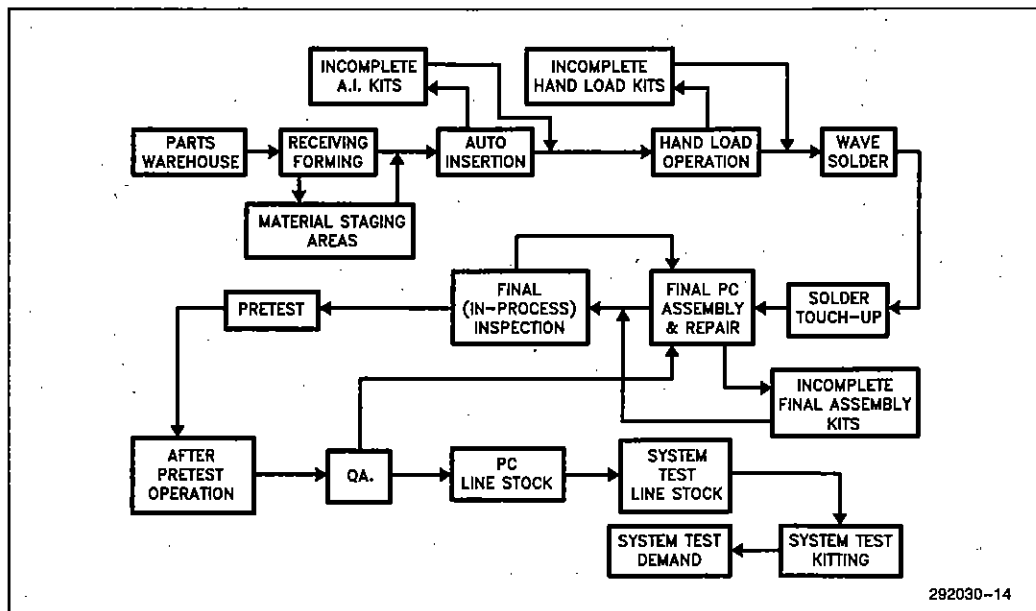 INCOMPLETE
A.I. KITS
INCOMPLETE
HAND LOAD KITS
PARTS
WAREHOUSE
RECEIVING
FORMING
AUTO
INSERTION
HAND LOAD
OPERATION
WAVE
SOLDER
MATERIAL STAGING
AREAS
PRETEST
FINAL
(IN-PROCESS)
INSPECTION
FINAL PC
ASSEMBLY
& REPAIR
SOLDER
TOUCH-UP
INCOMPLETE
FINAL ASSEMBLY
KITS
AFTER
PRETEST
OPERATION
QA.
PC
LINE STOCK
SYSTEM
TEST
LINE STOCK
SYSTEM TEST
DEMAND
SYSTEM TEST
KITTING
292030-14